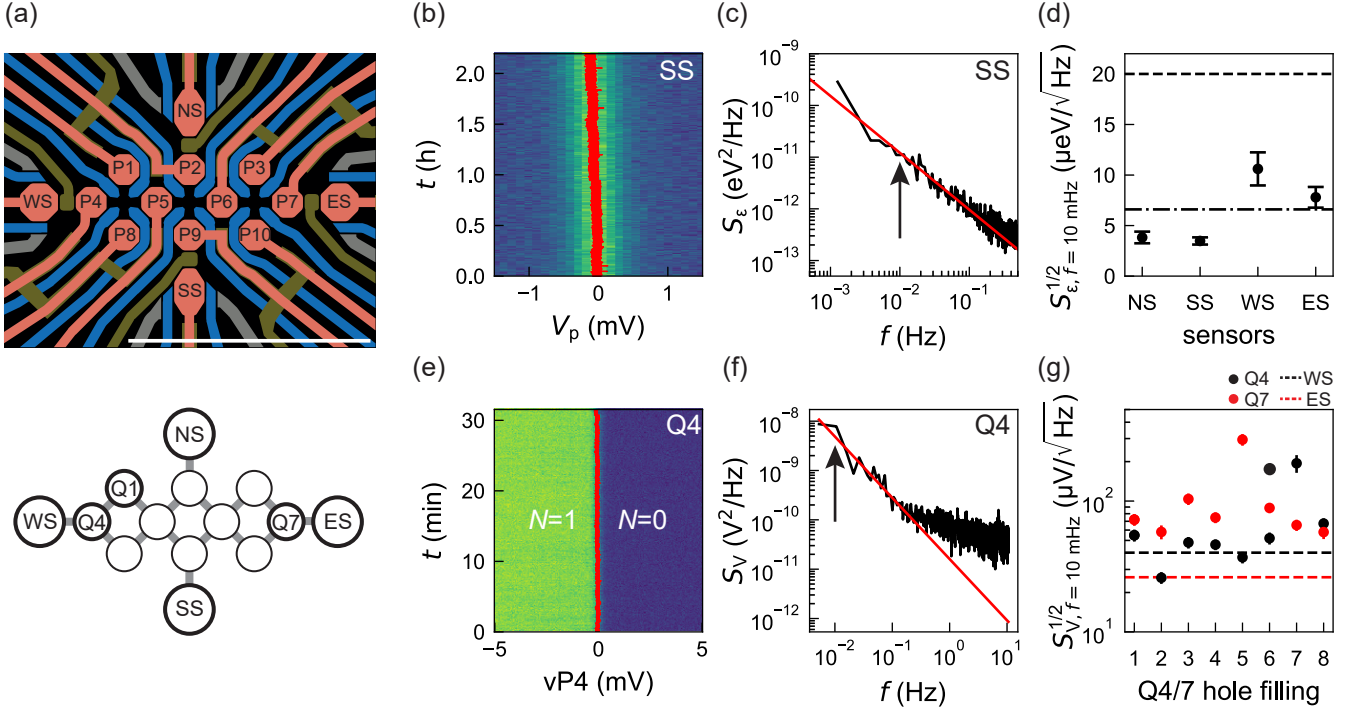 (a)
NS
P1
P2
P3
WS
P4
P5
P6
P7
ES
P8
P9
P10
SS
NS
Q1
WS
Q4
Q7
ES
SS
(b)
SS
2.0
1.5
1.0
0.5
0.0
t (h)
−1
0
1
Vₚ (mV)
(c)
SS
10⁻⁹
10⁻¹⁰
10⁻¹¹
10⁻¹²
10⁻¹³
S_ε (eV²/Hz)
10⁻³
10⁻²
10⁻¹
f (Hz)
(d)
20
15
10
5
0
S^{1/2}_{ε, f = 10 mHz} (µeV/√Hz)
NS SS WS ES
sensors
(e)
Q4
30
20
10
0
t (min)
N=1
N=0
−5
0
5
vP4 (mV)
(f)
Q4
10⁻⁸
10⁻⁹
10⁻¹⁰
10⁻¹¹
10⁻¹²
S_V (V²/Hz)
10⁻²
10⁻¹
10⁰
10¹
f (Hz)
(g)
Q4
WS
Q7
ES
10²
10¹
S^{1/2}_{V, f = 10 mHz} (µV/√Hz)
1 2 3 4 5 6 7 8
Q4/7 hole filling